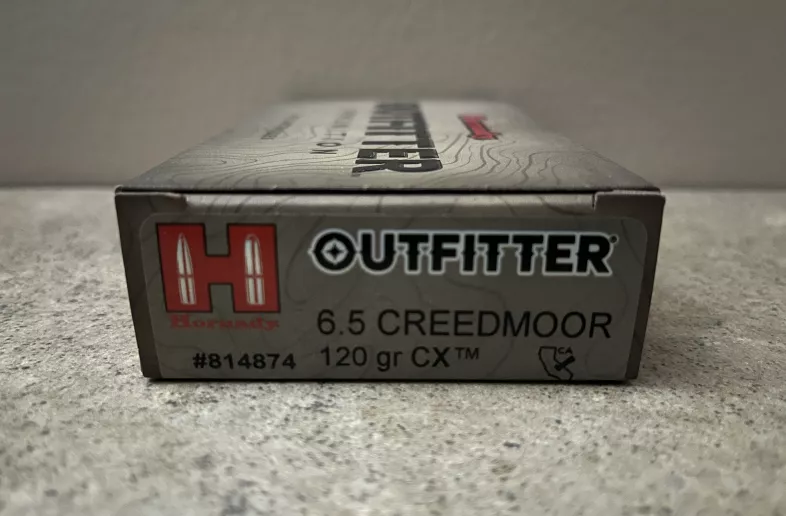 OUTFITTER
Hornady
OUTFITTER®
6.5 CREEDMOOR
#814874 120 gr CX™
CA